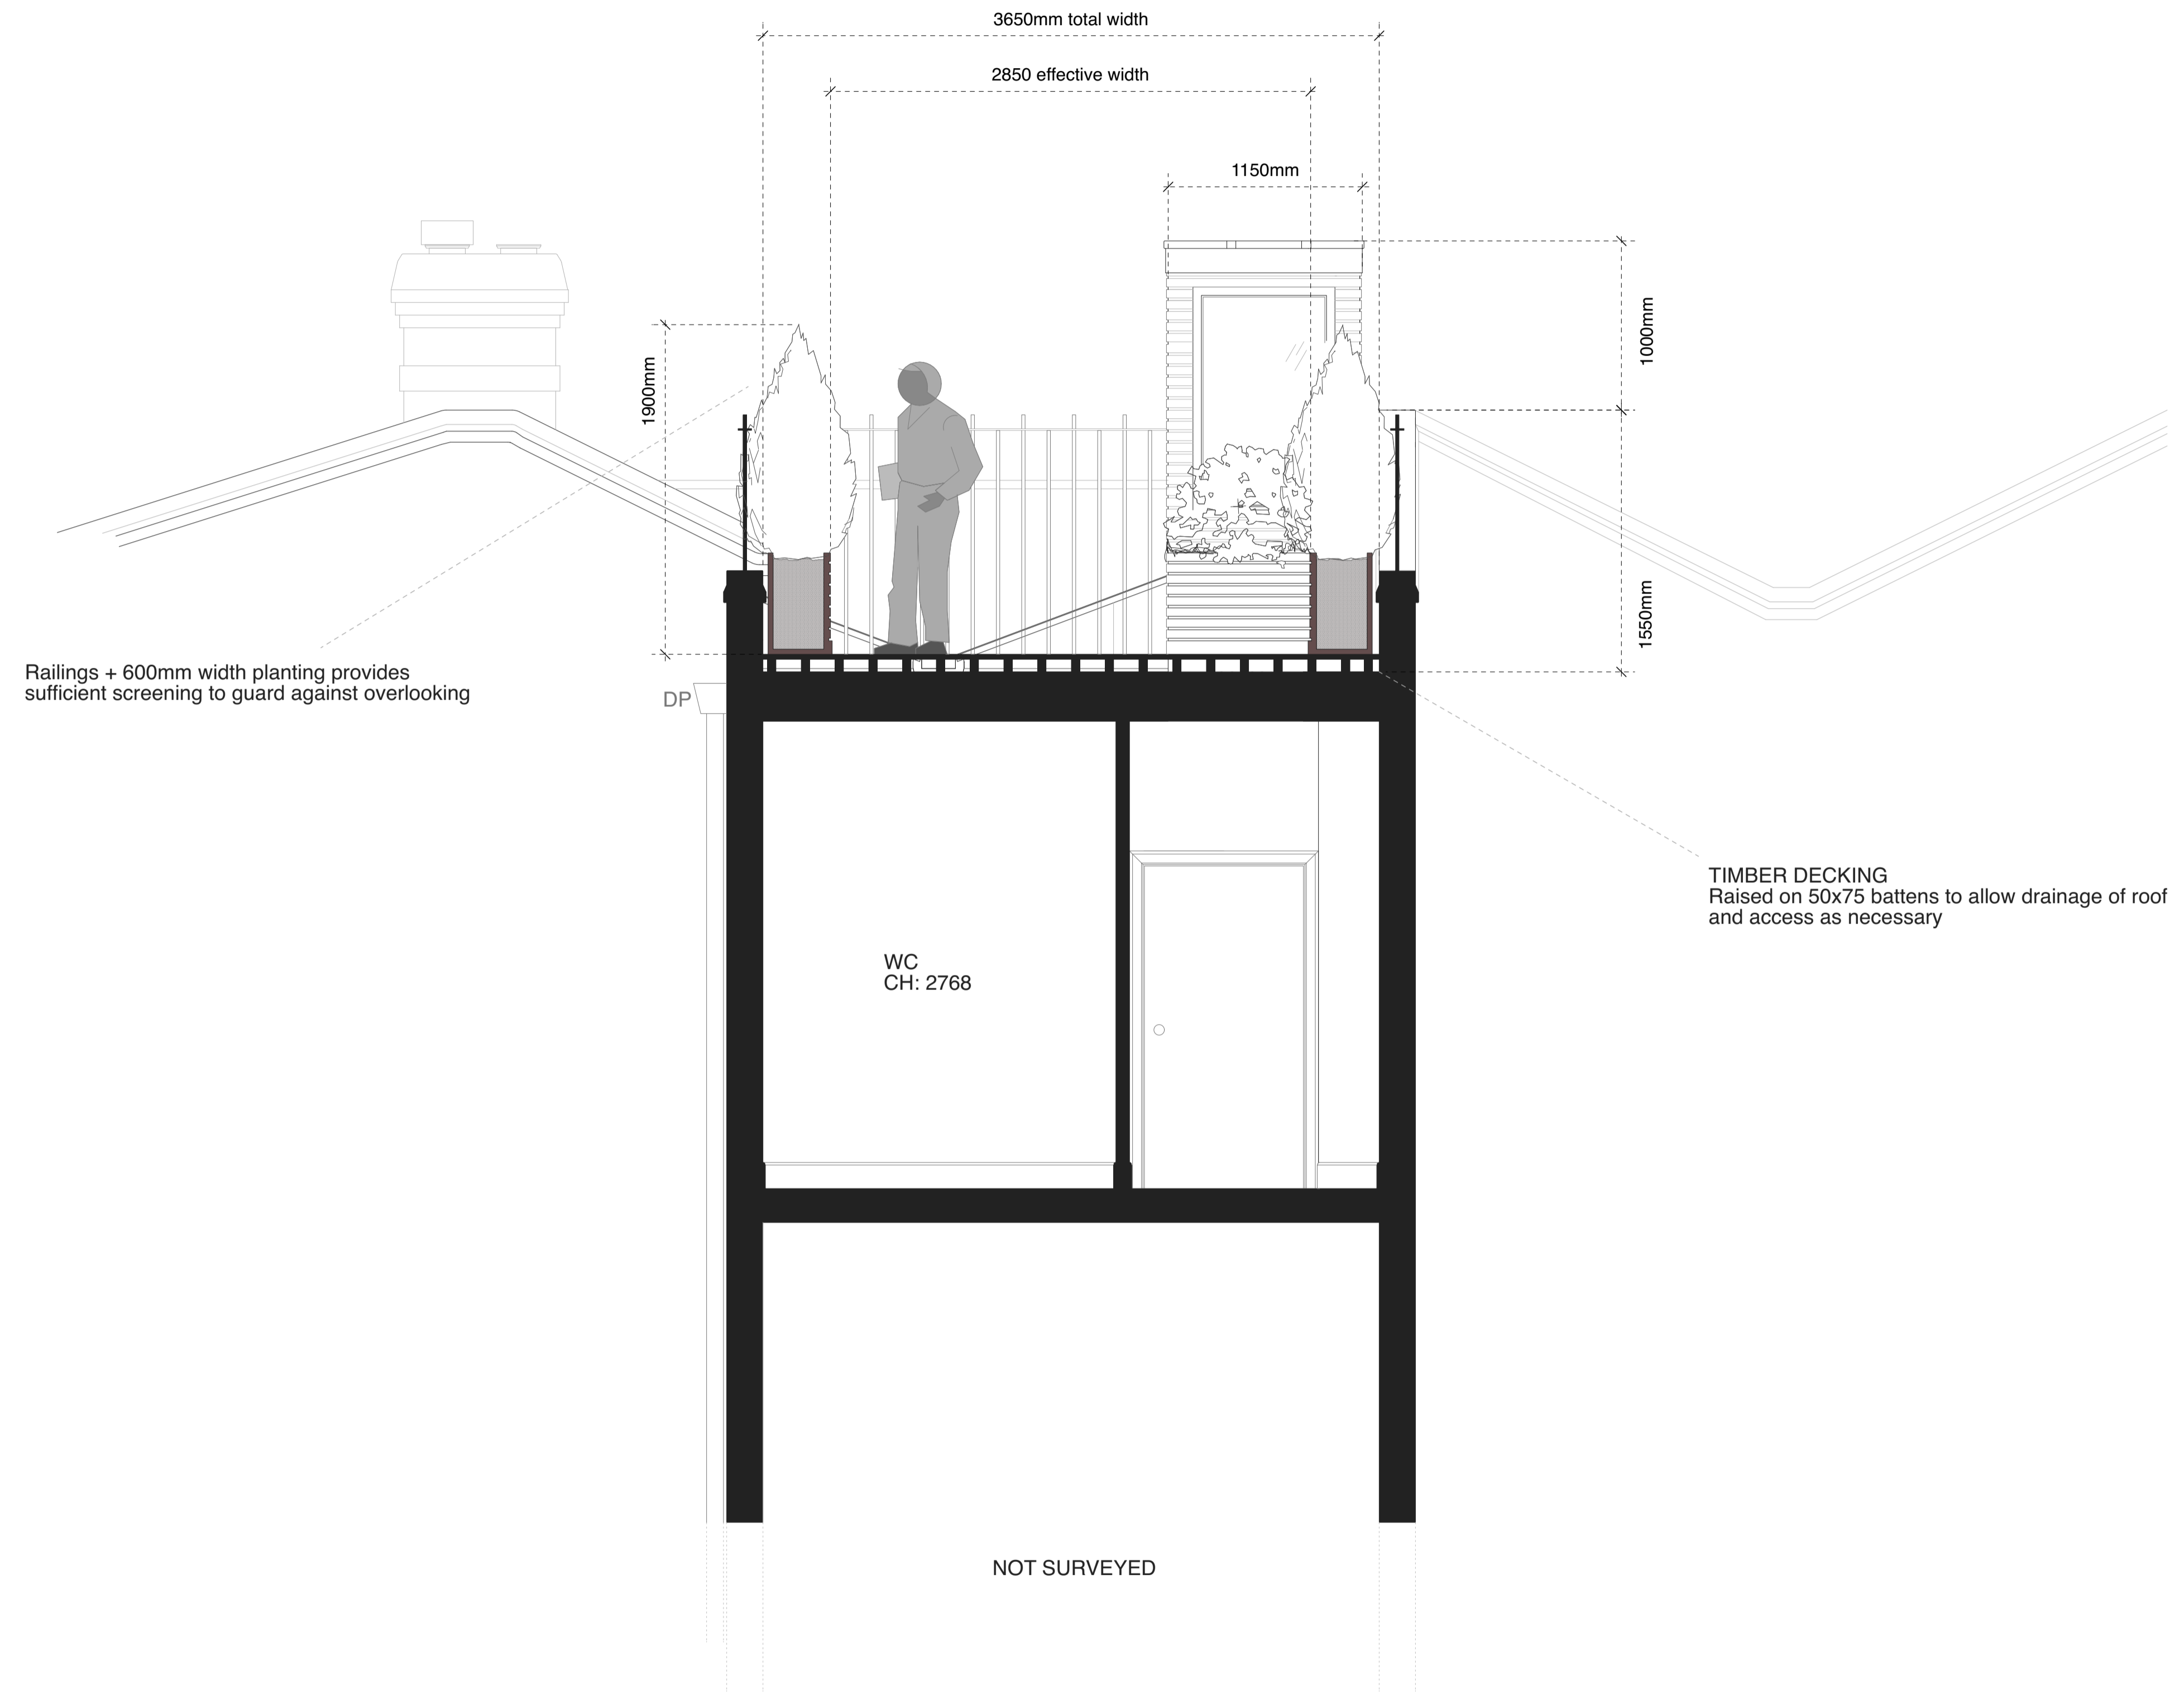 3650mm total width
2850 effective width
1150mm
1000mm
1900mm
1550mm
Railings + 600mm width planting provides
sufficient screening to guard against overlooking
DP
TIMBER DECKING
Raised on 50x75 battens to allow drainage of roof
and access as necessary
WC
CH: 2768
NOT SURVEYED